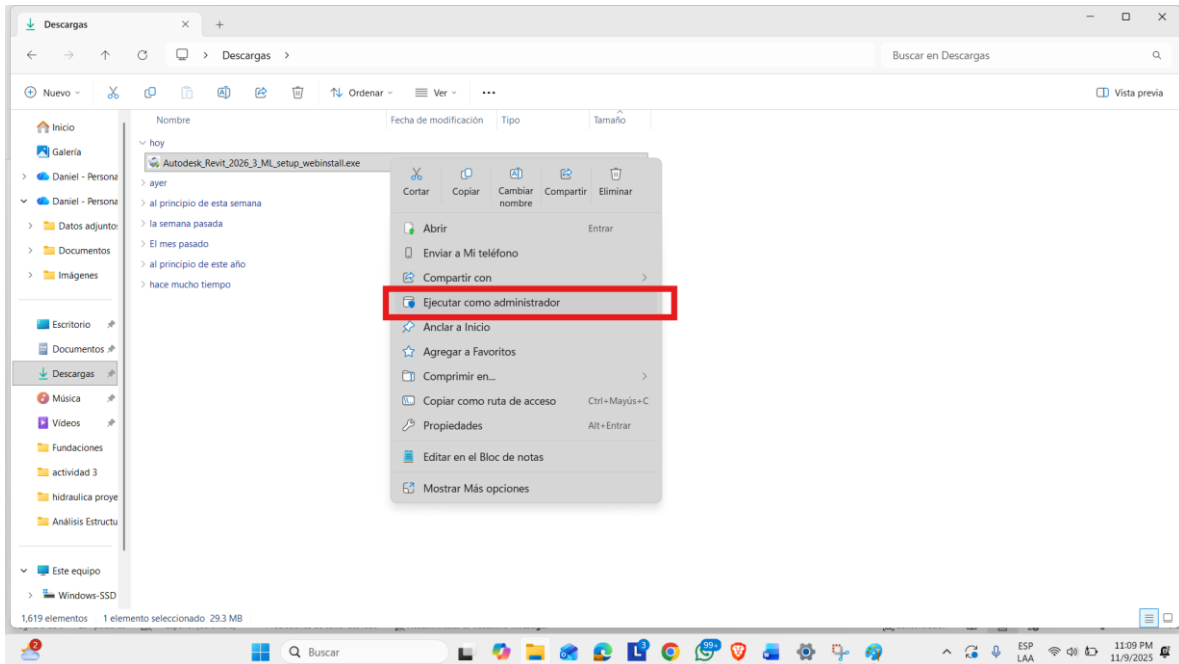 Descargas
Descargas
Buscar en Descargas
Nuevo
Ordenar
Ver
Vista previa
Inicio
Galería
Daniel - Persona
Daniel - Persona
Datos adjunto
Documentos
Imágenes
Escritorio
Documentos
Descargas
Música
Vídeos
Fundaciones
actividad 3
hidraulica proye
Análisis Estructu
Este equipo
Windows-SSD
Nombre
Fecha de modificación
Tipo
Tamaño
hoy
Autodesk_Revit_2026_3_ML_setup_webinstall.exe
ayer
al principio de esta semana
la semana pasada
El mes pasado
al principio de este año
hace mucho tiempo
Cortar
Copiar
Cambiar
nombre
Compartir
Eliminar
Abrir Entrar
Enviar a Mi teléfono
Compartir con
Ejecutar como administrador
Anclar a Inicio
Agregar a Favoritos
Comprimir en...
Copiar como ruta de acceso Ctrl+Mayús+C
Propiedades Alt+Entrar
Editar en el Bloc de notas
Mostrar Más opciones
1,619 elementos 1 elemento seleccionado 29.3 MB
2
Buscar
3
99+
ESP
LAA
11:09 PM
11/9/2025